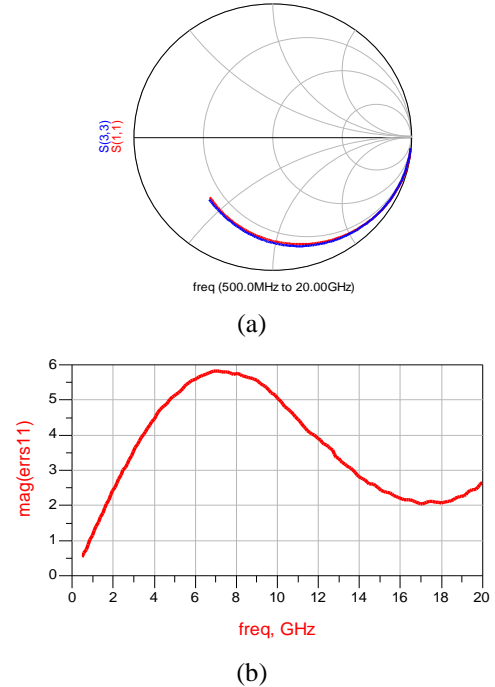 S(3,3)
S(1,1)
freq (500.0MHz to 20.00GHz)
(a)
mag(errs11)
6
5
4
3
2
1
0
0 2 4 6 8 10 12 14 16 18 20
freq, GHz
(b)